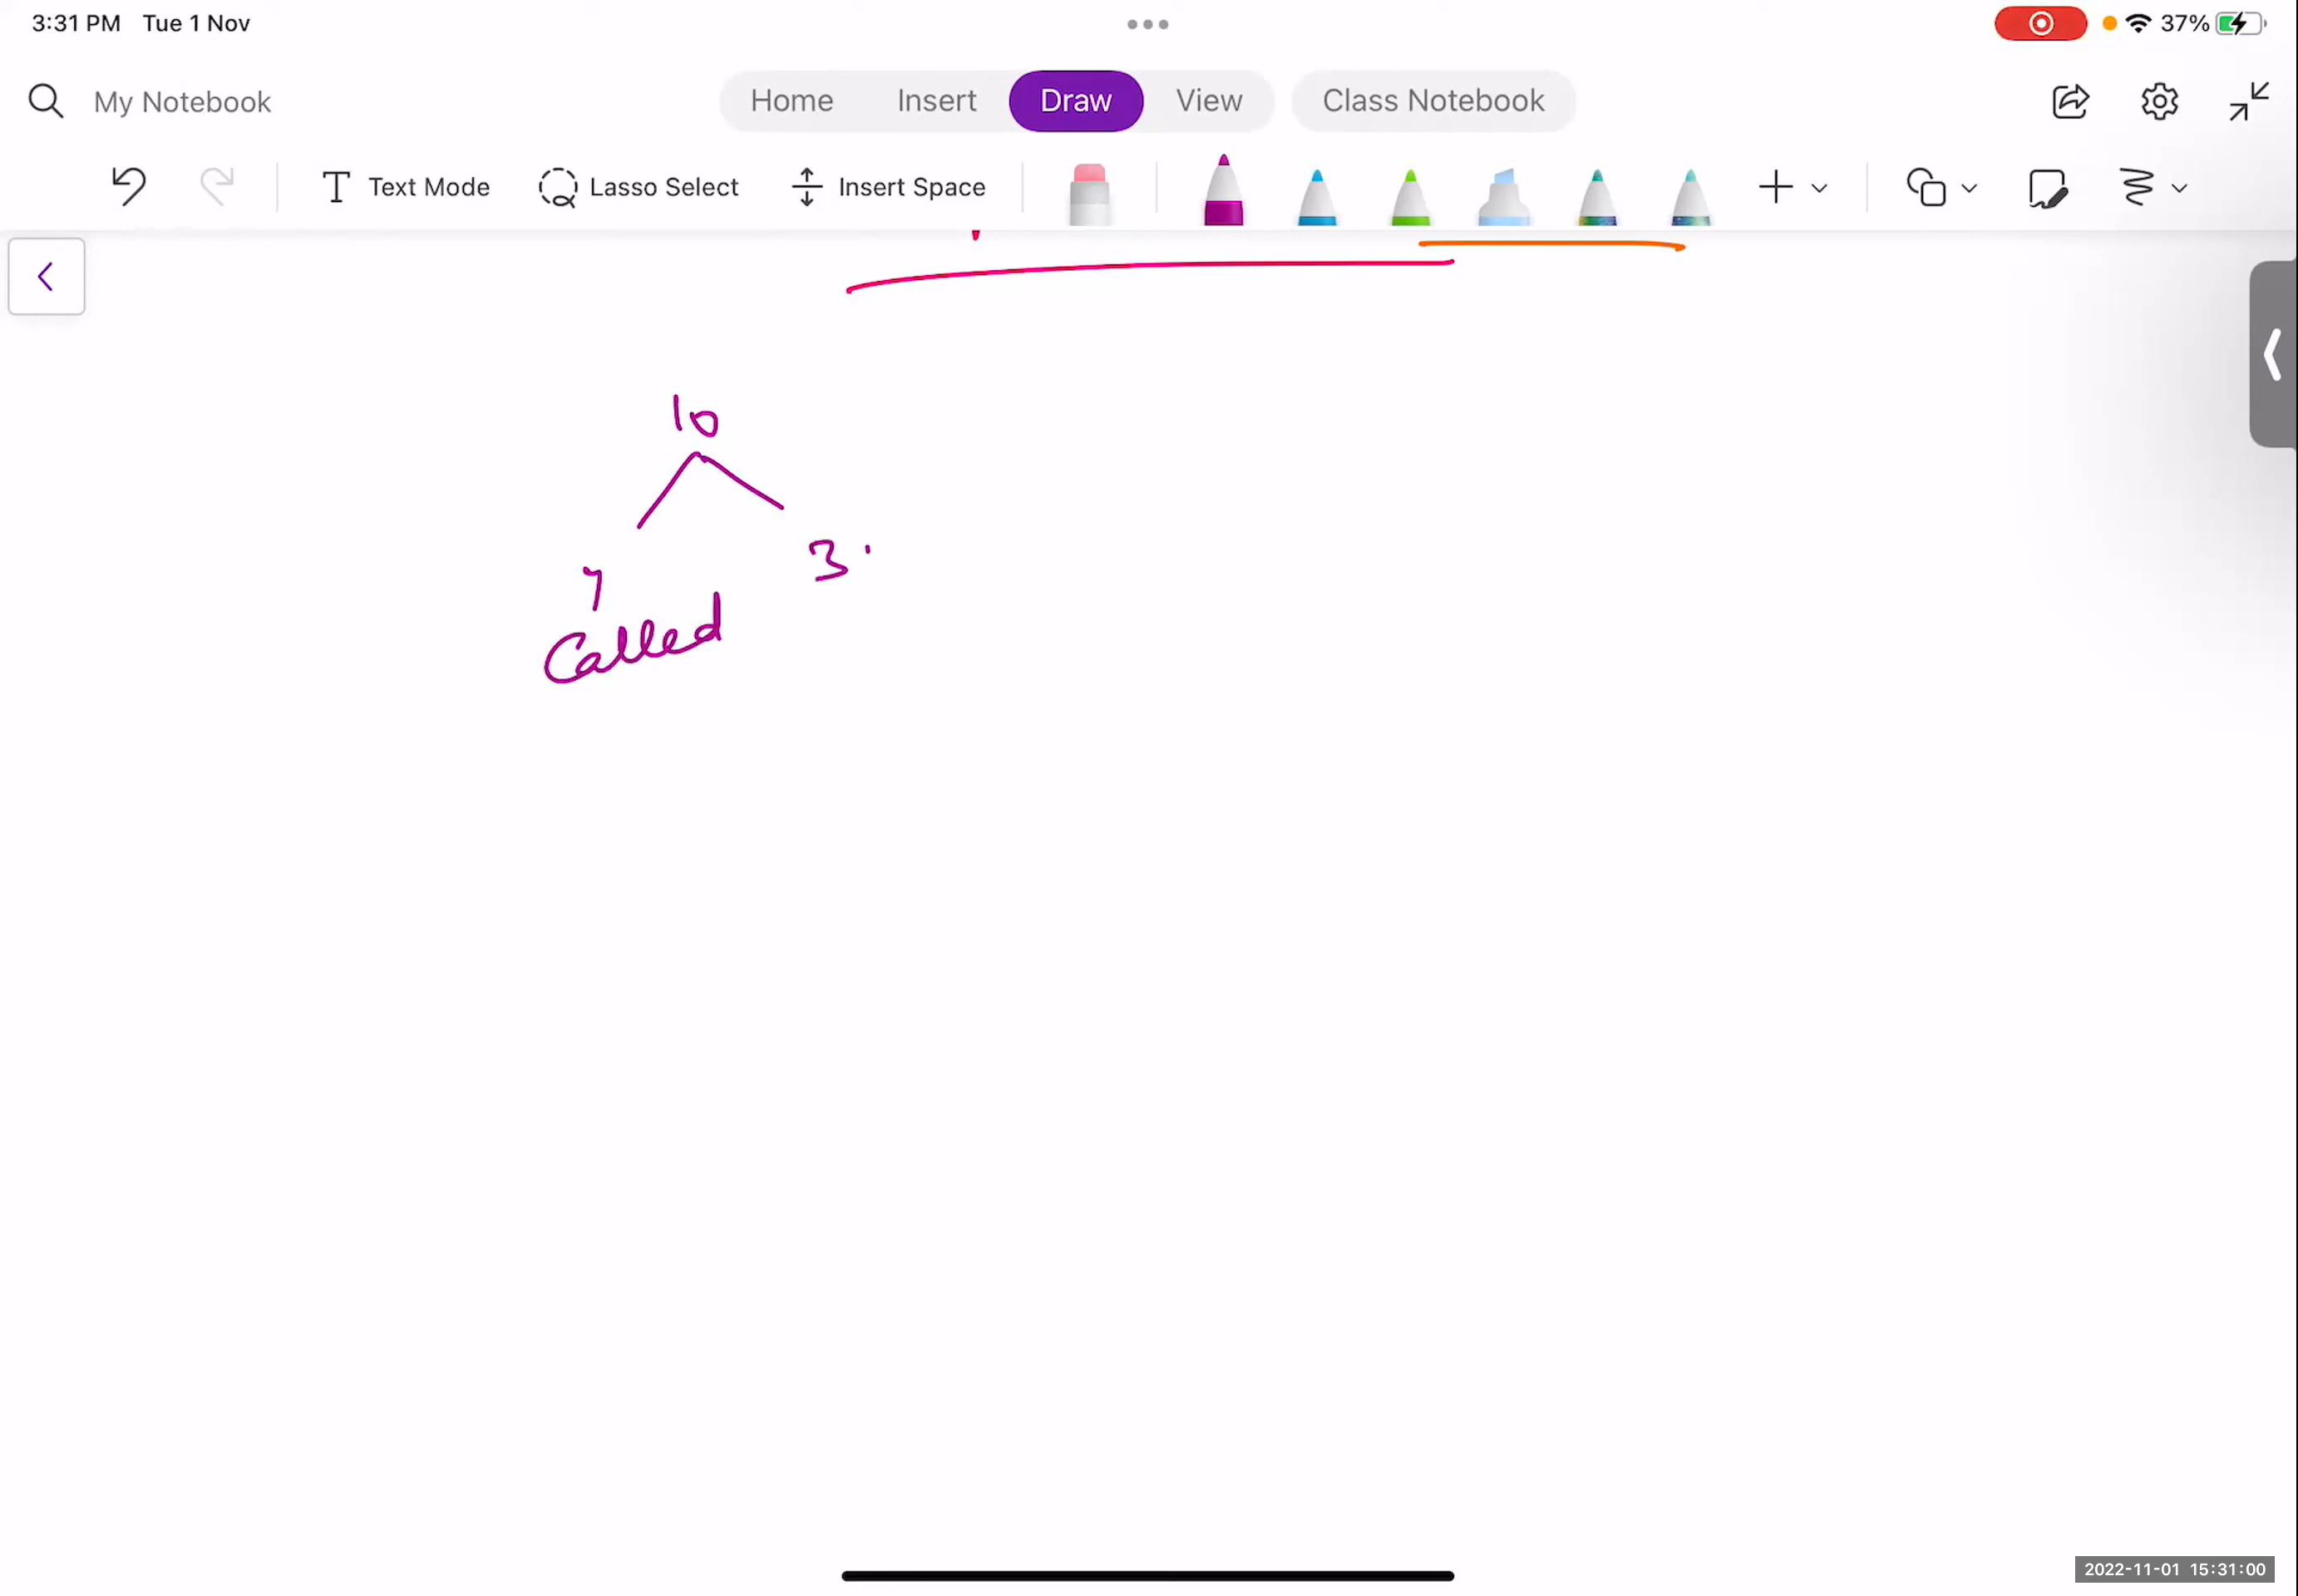 3:31 PM Tue 1 Nov 37%
My Notebook Home Insert Draw View Class Notebook
Text Mode Lasso Select Insert Space
10
7 3
Called
2022-11-01 15:31:00